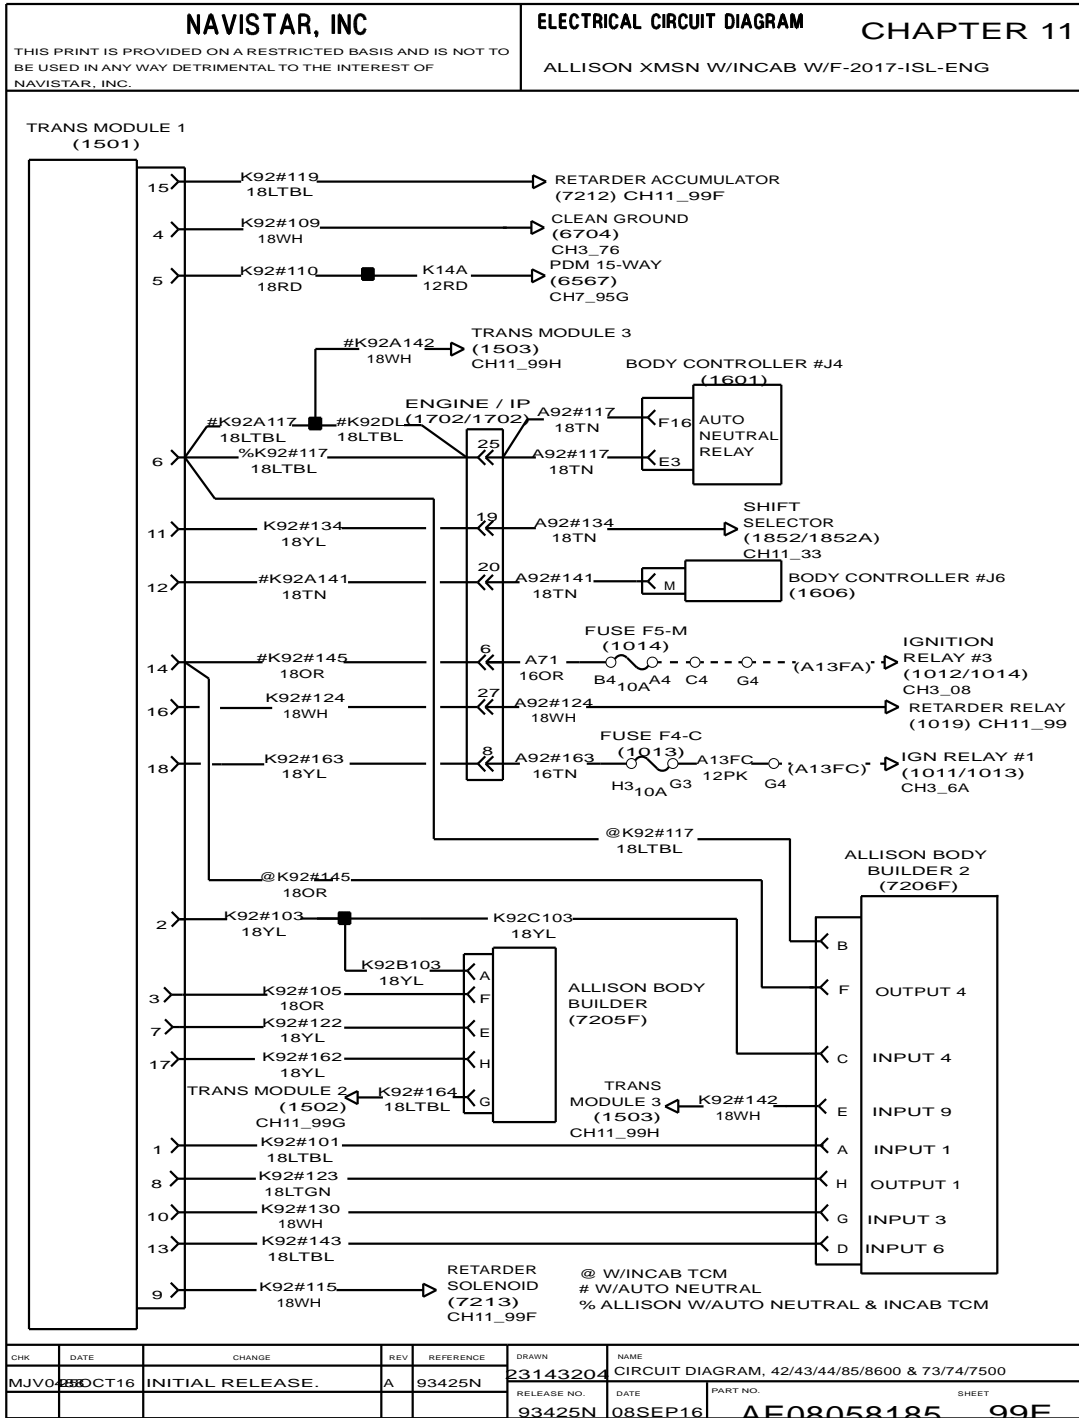 NAVISTAR, INC
THIS PRINT IS PROVIDED ON A RESTRICTED BASIS AND IS NOT TO
BE USED IN ANY WAY DETRIMENTAL TO THE INTEREST OF
NAVISTAR, INC.
ELECTRICAL CIRCUIT DIAGRAM
CHAPTER 11
ALLISON XMSN W/INCAB W/F-2017-ISL-ENG
TRANS MODULE 1
(1501)
15
K92#119
18LTBL
RETARDER ACCUMULATOR
(7212) CH11_99F
4
K92#109
18WH
CLEAN GROUND
(6704)
CH3_76
5
K92#110
18RD
K14A
12RD
PDM 15-WAY
(6567)
CH7_95G
#K92A142
18WH
TRANS MODULE 3
(1503)
CH11_99H
BODY CONTROLLER #J4
(1601)
ENGINE / IP
(1702/1702)
#K92A117
18LTBL
#K92DL
18LTBL
A92#117
18TN
F16
AUTO
NEUTRAL
RELAY
6
%K92#117
18LTBL
25
A92#117
18TN
E3
11
K92#134
18YL
19
A92#134
18TN
SHIFT
SELECTOR
(1852/1852A)
CH11_33
12
#K92A141
18TN
20
A92#141
18TN
M
BODY CONTROLLER #J6
(1606)
14
#K92#145
18OR
6
A71
16OR
FUSE F5-M
(1014)
B4
10A
A4
C4
G4
(A13FA)
IGNITION
RELAY #3
(1012/1014)
CH3_08
16
K92#124
18WH
27
A92#124
18WH
RETARDER RELAY
(1019) CH11_99
18
K92#163
18YL
8
A92#163
16TN
FUSE F4-C
(1013)
H3
10A
G3
A13FC
12PK
G4
(A13FC)
IGN RELAY #1
(1011/1013)
CH3_6A
@K92#117
18LTBL
ALLISON BODY
BUILDER 2
(7206F)
@K92#145
18OR
2
K92#103
18YL
K92C103
18YL
B
K92B103
18YL
A
ALLISON BODY
BUILDER
(7205F)
3
K92#105
18OR
F
F
OUTPUT 4
7
K92#122
18YL
E
17
K92#162
18YL
H
C
INPUT 4
TRANS MODULE 2
(1502)
CH11_99G
K92#164
18LTBL
G
TRANS
MODULE 3
(1503)
CH11_99H
K92#142
18WH
E
INPUT 9
1
K92#101
18LTBL
A
INPUT 1
8
K92#123
18LTGN
H
OUTPUT 1
10
K92#130
18WH
G
INPUT 3
13
K92#143
18LTBL
D
INPUT 6
9
K92#115
18WH
RETARDER
SOLENOID
(7213)
CH11_99F
@ W/INCAB TCM
# W/AUTO NEUTRAL
% ALLISON W/AUTO NEUTRAL & INCAB TCM
CHK
DATE
CHANGE
REV
REFERENCE
DRAWN
NAME
INITIAL RELEASE.
A
93425N
23143204
CIRCUIT DIAGRAM, 42/43/44/85/8600 & 73/74/7500
RELEASE NO.
DATE
PART NO.
SHEET
93425N
08SEP16
AE08058185
99E